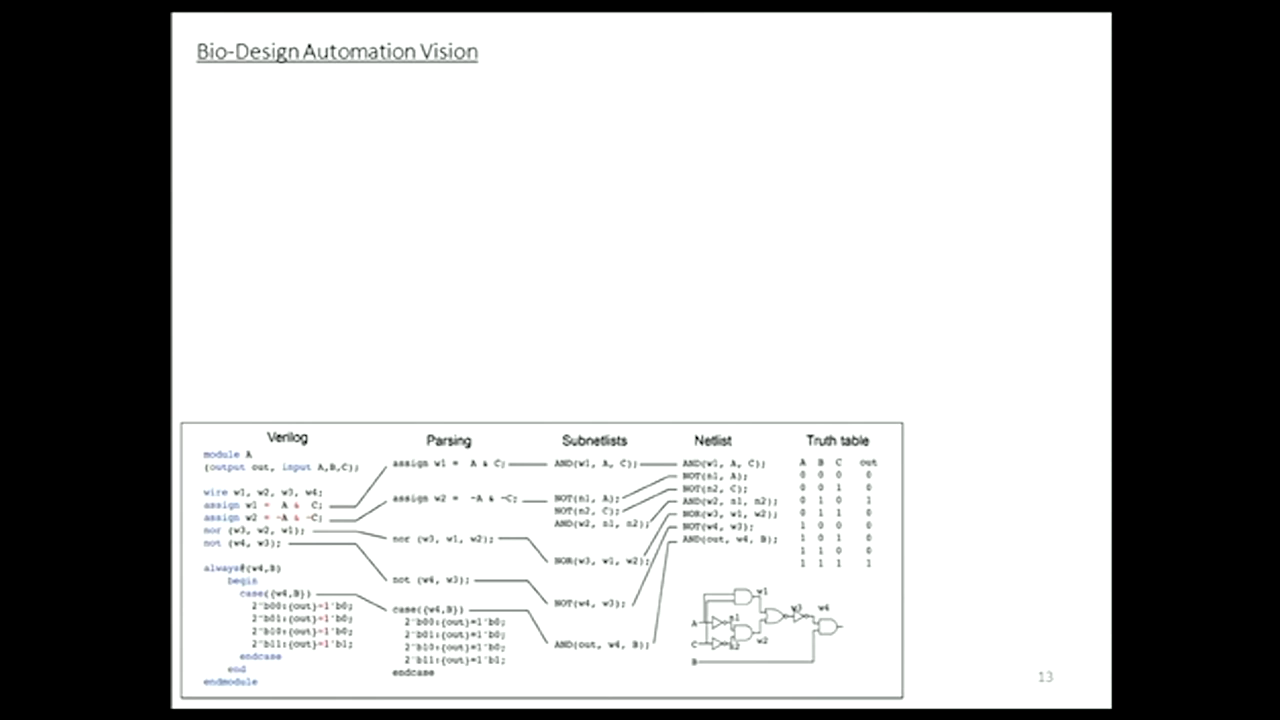 Bio-Design Automation Vision
Verilog
module A
(output out, input A,B,C);
wire w1, w2, w3, w4;
assign w1 = A & C;
assign w2 = ~A & ~C;
nor (w3, w2, w1);
not (w4, w3);
always@(w4,B)
begin
case({w4,B})
2'b00:{out}=1'b0;
2'b01:{out}=1'b0;
2'b10:{out}=1'b0;
2'b11:{out}=1'b1;
endcase
end
endmodule
Parsing
assign w1 = A & C;
assign w2 = ~A & ~C;
nor (w3, w1, w2);
not (w4, w3);
case({w4,B})
2'b00:{out}=1'b0;
2'b01:{out}=1'b0;
2'b10:{out}=1'b0;
2'b11:{out}=1'b1;
endcase
Subnetlists
AND(w1, A, C);
NOT(n1, A);
NOT(n2, C);
AND(w2, n1, n2);
NOR(w3, w1, w2);
NOT(w4, w3);
AND(out, w4, B);
Netlist
AND(w1, A, C);
NOT(n1, A);
NOT(n2, C);
AND(w2, n1, n2);
NOR(w3, w1, w2);
NOT(w4, w3);
AND(out, w4, B);
Truth table
A B C out
0 0 0 0
0 0 1 0
0 1 0 1
0 1 1 0
1 0 0 0
1 0 1 0
1 1 0 0
1 1 1 1
w1
A
n1
w3
w4
C
n2
w2
B
13